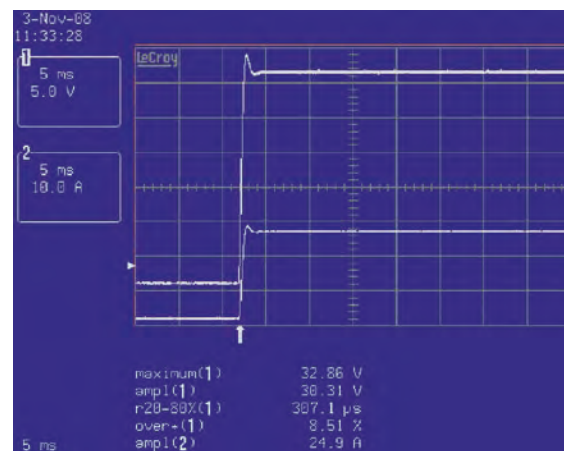 3-Nov-08
11:33:28
1
5 ms
5.0 V
2
5 ms
10.0 A
LeCroy
maximum(1) 32.86 V
ampl(1) 30.31 V
r20-80%(1) 307.1 µs
over+(1) 8.51 %
ampl(2) 24.9 A
5 ms